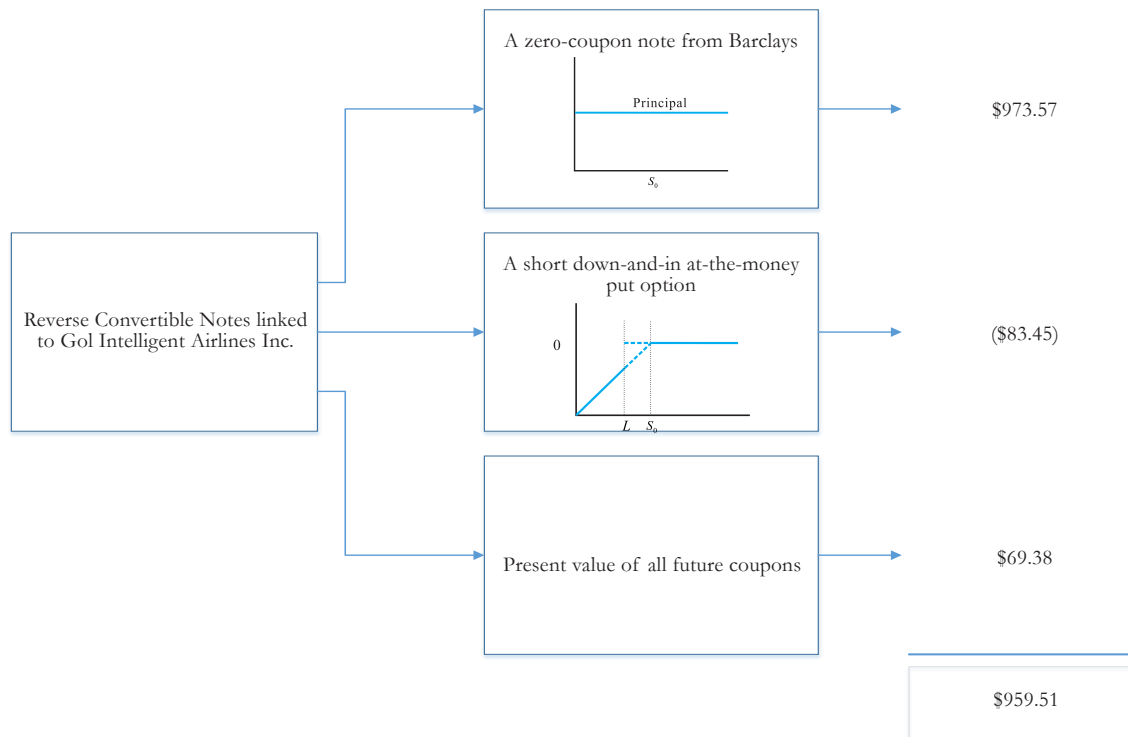 A zero-coupon note from Barclays
Principal
S₀
$973.57
Reverse Convertible Notes linked
to Gol Intelligent Airlines Inc.
A short down-and-in at-the-money
put option
0
L S₀
($83.45)
Present value of all future coupons
$69.38
$959.51